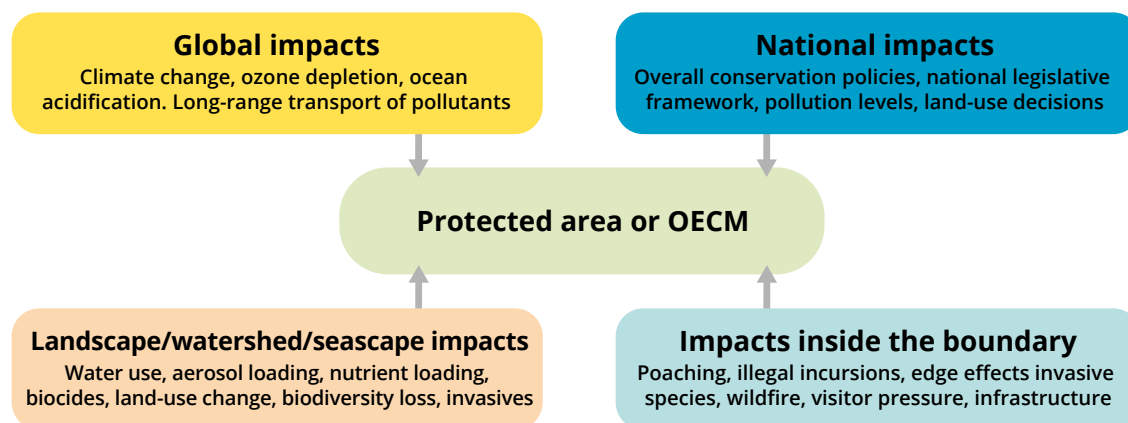 Global impacts
Climate change, ozone depletion, ocean
acidification. Long-range transport of pollutants
National impacts
Overall conservation policies, national legislative
framework, pollution levels, land-use decisions
Protected area or OECM
Landscape/watershed/seascape impacts
Water use, aerosol loading, nutrient loading,
biocides, land-use change, biodiversity loss, invasives
Impacts inside the boundary
Poaching, illegal incursions, edge effects invasive
species, wildfire, visitor pressure, infrastructure